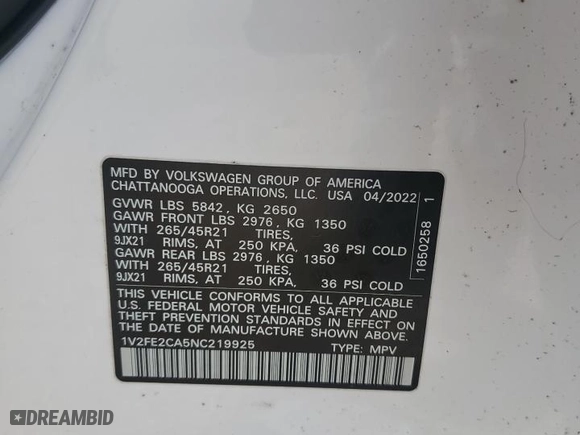 MFD BY VOLKSWAGEN GROUP OF AMERICA
CHATTANOOGA OPERATIONS, LLC. USA 04/2022
GVWR LBS 5842, KG 2650
GAWR FRONT LBS 2976, KG 1350
WITH 265/45R21 TIRES,
9JX21 RIMS, AT 250 KPA, 36 PSI COLD
GAWR REAR LBS 2976, KG 1350
WITH 265/45R21 TIRES,
9JX21 RIMS, AT 250 KPA, 36 PSI COLD
THIS VEHICLE CONFORMS TO ALL APPLICABLE
U.S. FEDERAL MOTOR VEHICLE SAFETY AND
THEFT PREVENTION STANDARDS IN EFFECT ON
THE DATE OF MANUFACTURE SHOWN ABOVE.
1V2FE2CA5NC219925 TYPE: MPV
1650258 1
DREAMBID